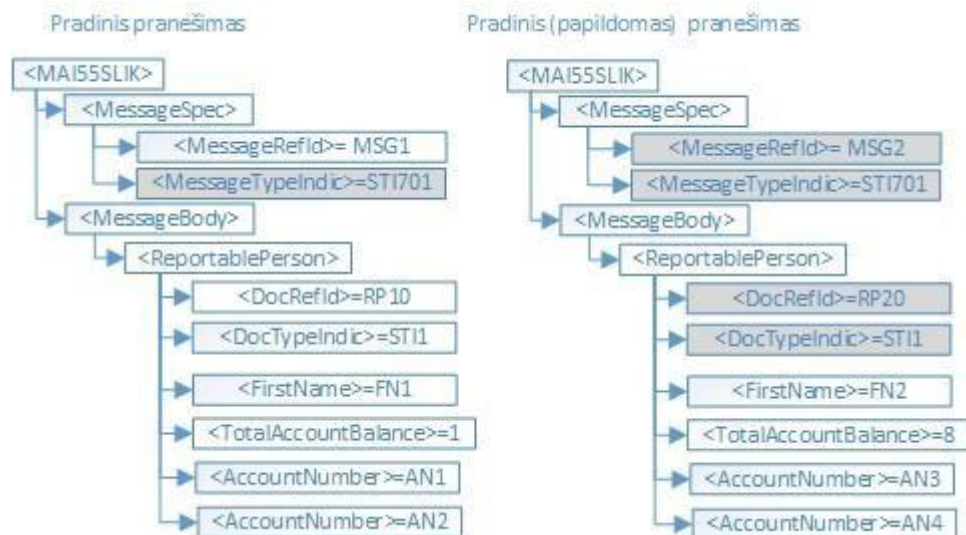 Pradinis pranešimas
<MAI55SLIK>
<MessageSpec>
<MessageRefId>= MSG1
<MessageTypeIndic>=STI701
<MessageBody>
<ReportablePerson>
<DocRefId>=RP10
<DocTypeIndic>=STI1
<FirstName>=FN1
<TotalAccountBalance>=1
<AccountNumber>=AN1
<AccountNumber>=AN2
Pradinis (papildomas) pranešimas
<MAI55SLIK>
<MessageSpec>
<MessageRefId>= MSG2
<MessageTypeIndic>=STI701
<MessageBody>
<ReportablePerson>
<DocRefId>=RP20
<DocTypeIndic>=STI1
<FirstName>=FN2
<TotalAccountBalance>=8
<AccountNumber>=AN3
<AccountNumber>=AN4